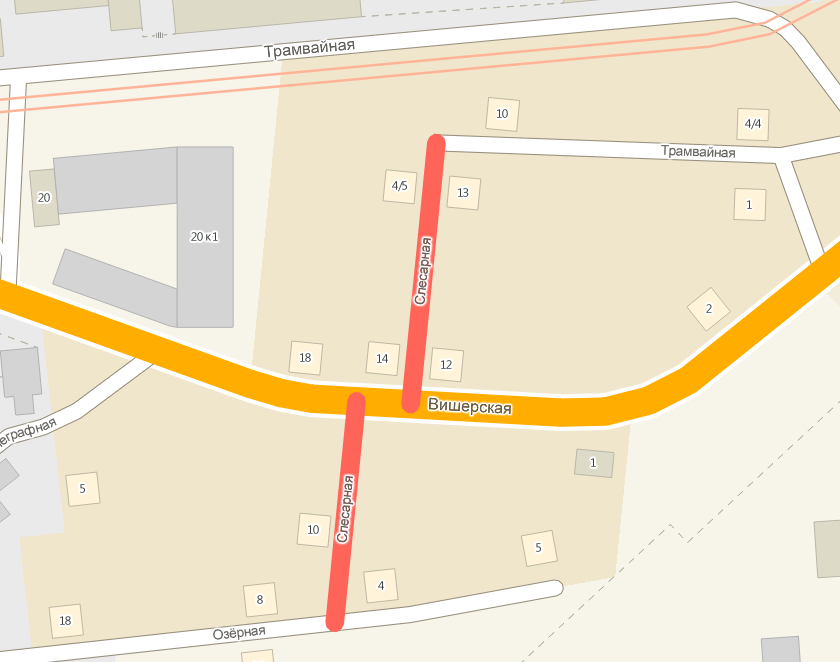 Трамвайная
10
4/4
Трамвайная
4/5
13
20
1
20 к1
Слесарная
2
18
14
12
Вишерская
еграфная
1
5
Слесарная
10
5
4
8
18
Озёрная